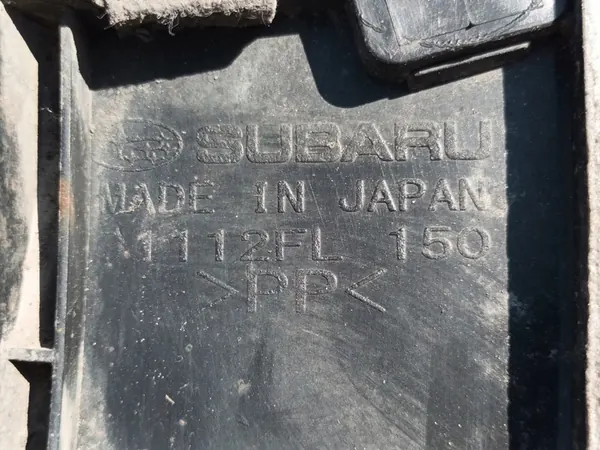 SUBARU
MADE IN JAPAN
1112FL 150
>PP<